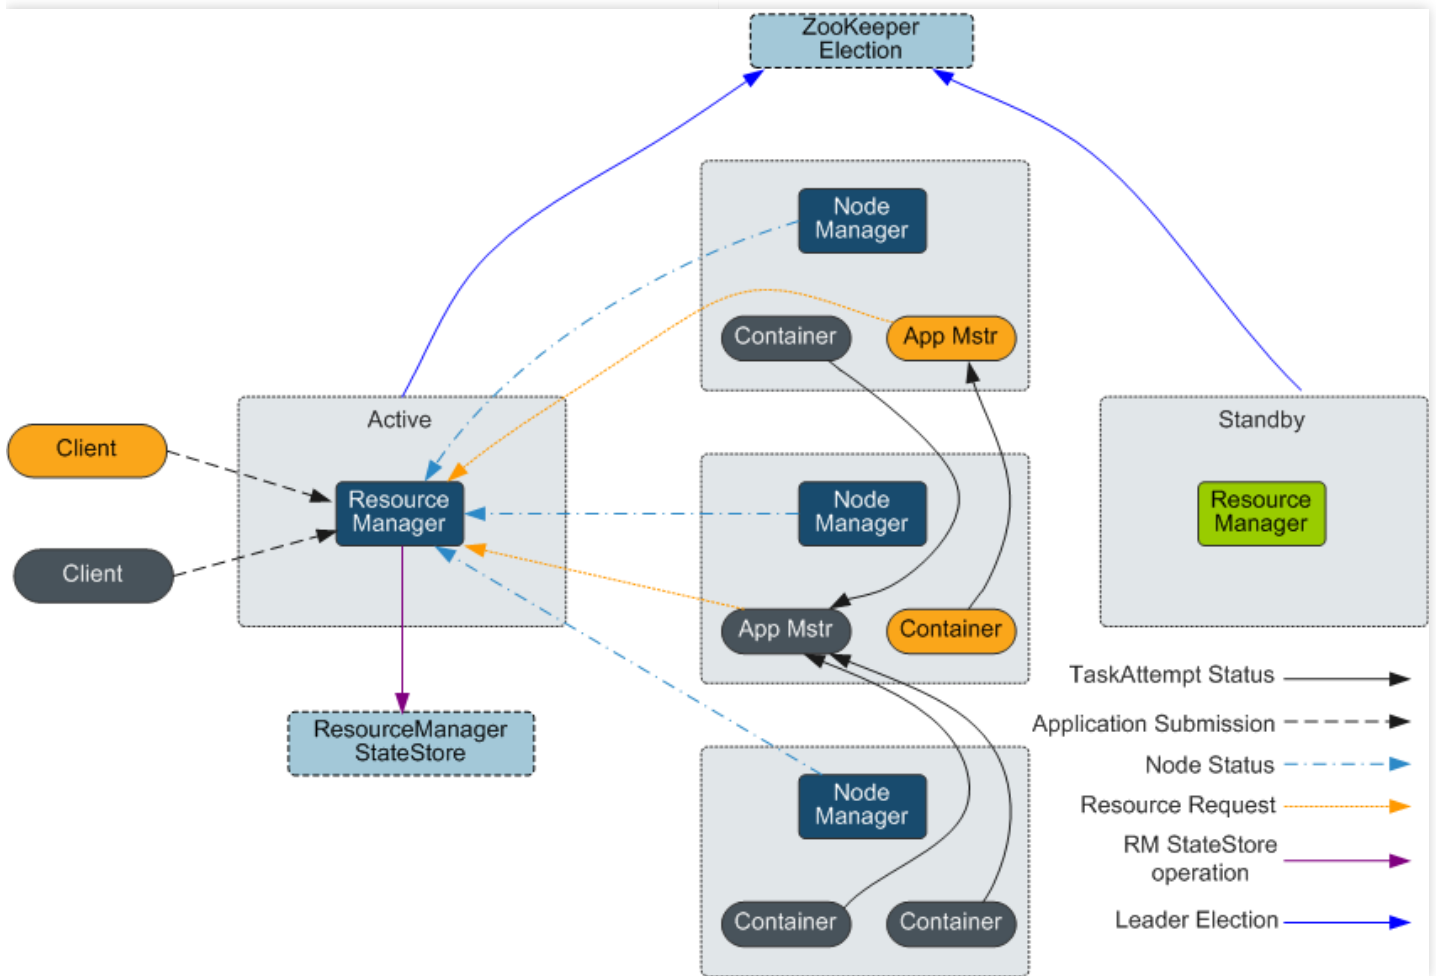 ZooKeeper
Election
Node
Manager
Container
App Mstr
Active
Client
Resource
Manager
Client
Node
Manager
App Mstr
Container
Standby
Resource
Manager
ResourceManager
StateStore
Node
Manager
Container
Container
TaskAttempt Status
Application Submission
Node Status
Resource Request
RM StateStore
operation
Leader Election